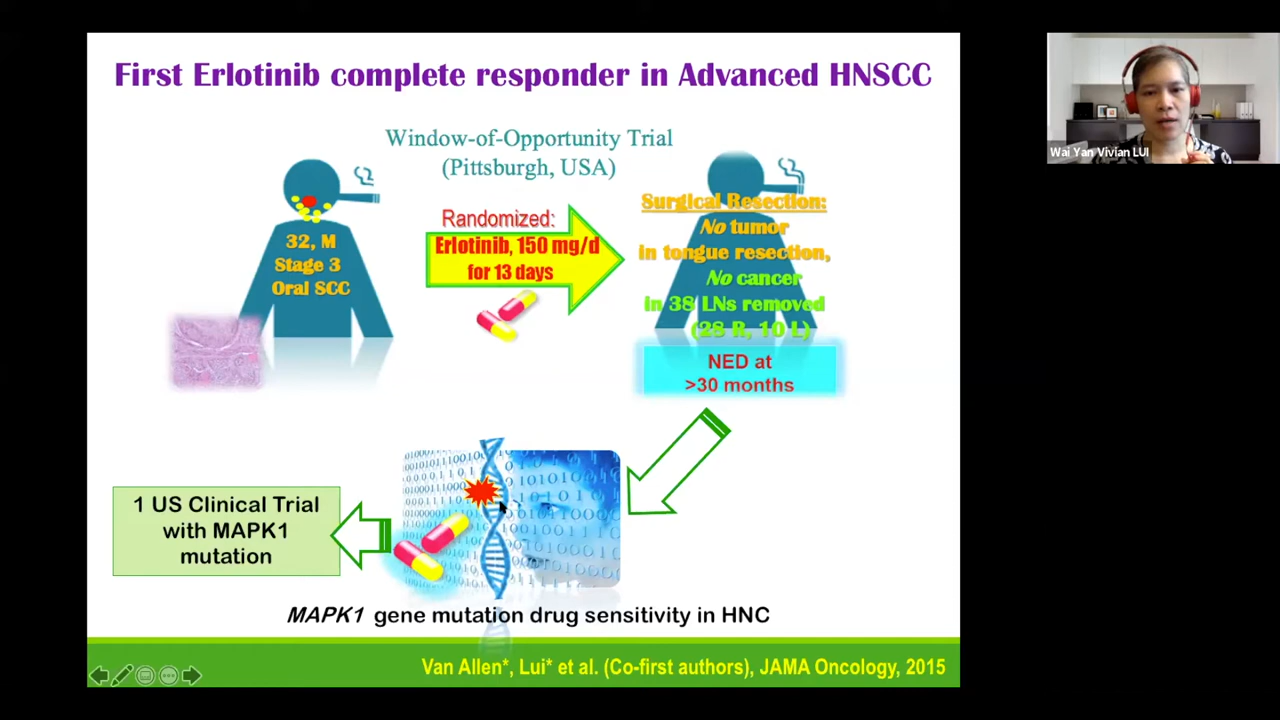 First Erlotinib complete responder in Advanced HNSCC
Window-of-Opportunity Trial
(Pittsburgh, USA)
32, M
Stage 3
Oral SCC
Randomized:
Erlotinib, 150 mg/d
for 13 days
Surgical Resection:
No tumor
in tongue resection,
No cancer
in 38 LNs removed
(28 R, 10 L)
NED at
>30 months
1 US Clinical Trial
with MAPK1
mutation
MAPK1 gene mutation drug sensitivity in HNC
Van Allen*, Lui* et al. (Co-first authors), JAMA Oncology, 2015
Wai Yan Vivian LUI